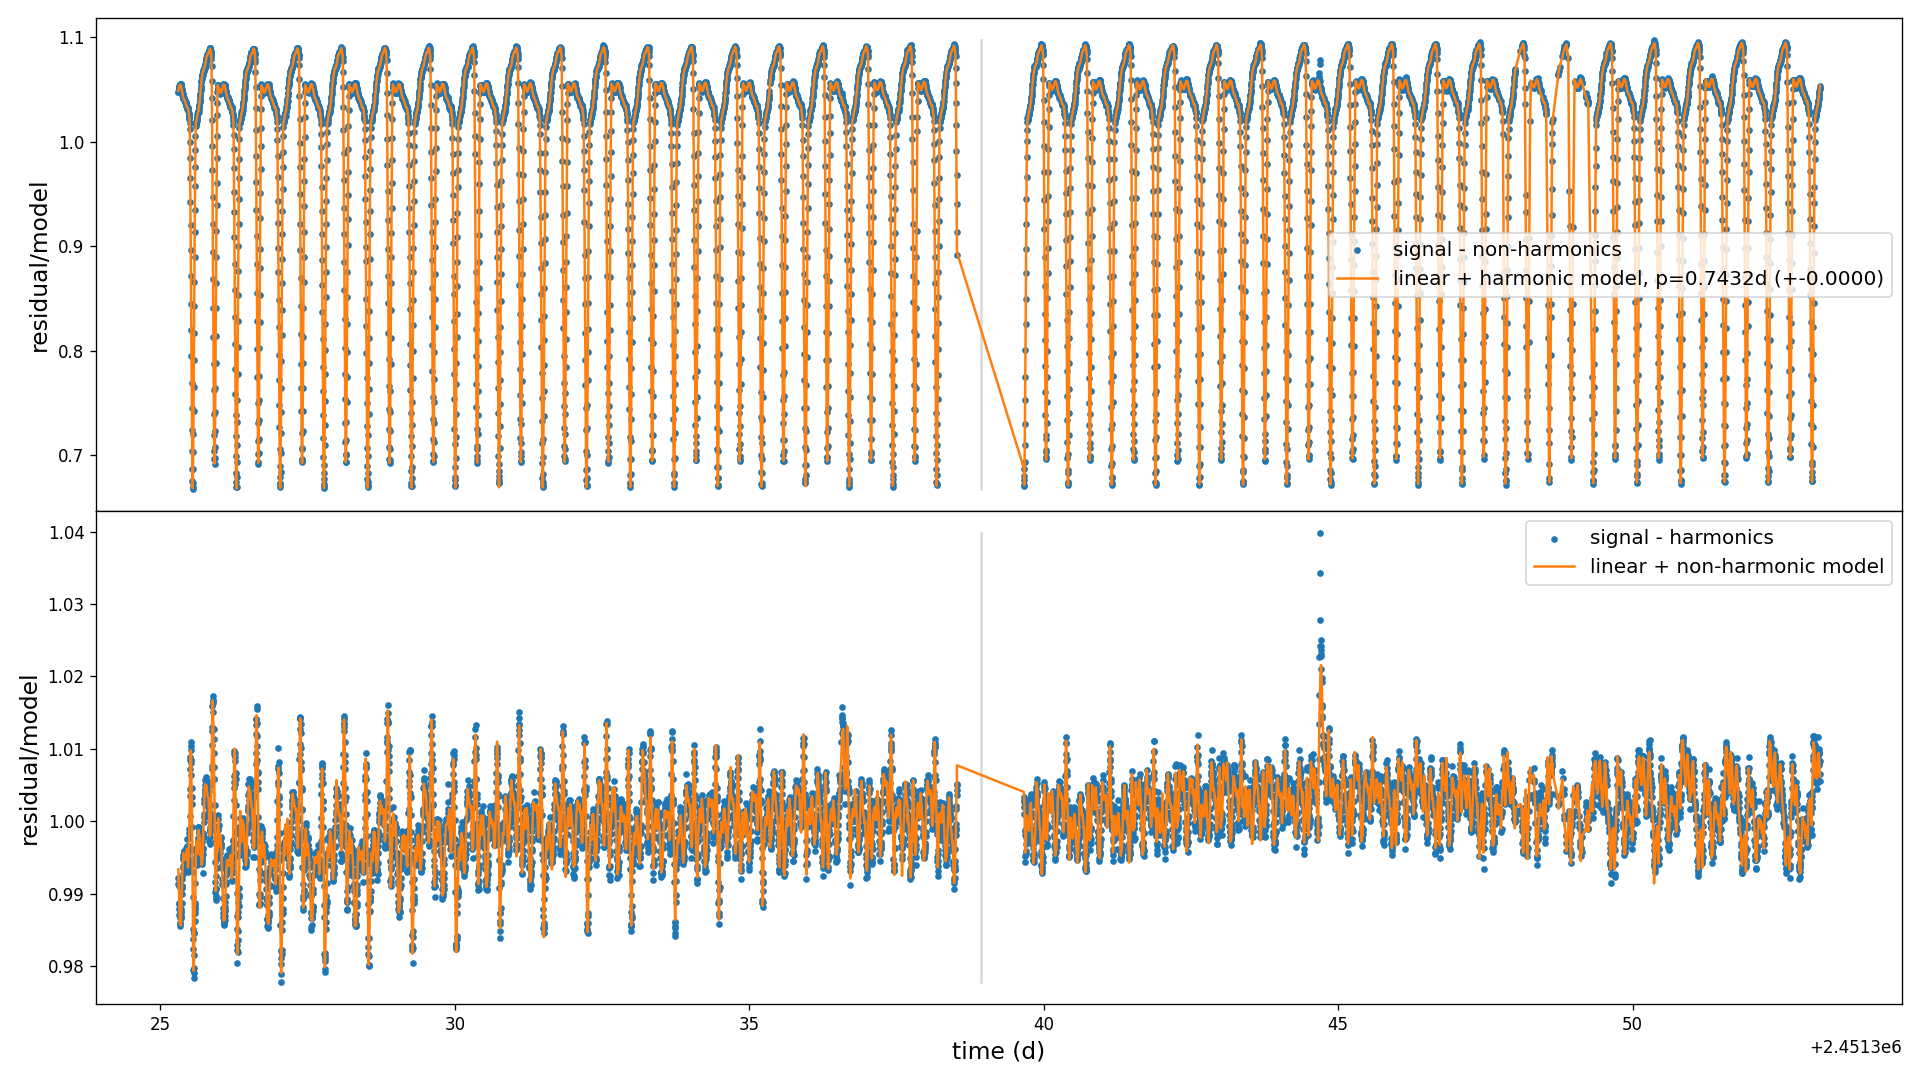 1.1
1.0
0.9
0.8
0.7
residual/model
signal - non-harmonics
linear + harmonic model, p=0.7432d (+-0.0000)
1.04
1.03
1.02
1.01
1.00
0.99
0.98
residual/model
signal - harmonics
linear + non-harmonic model
25
30
35
40
45
50
time (d)
+2.4513e6